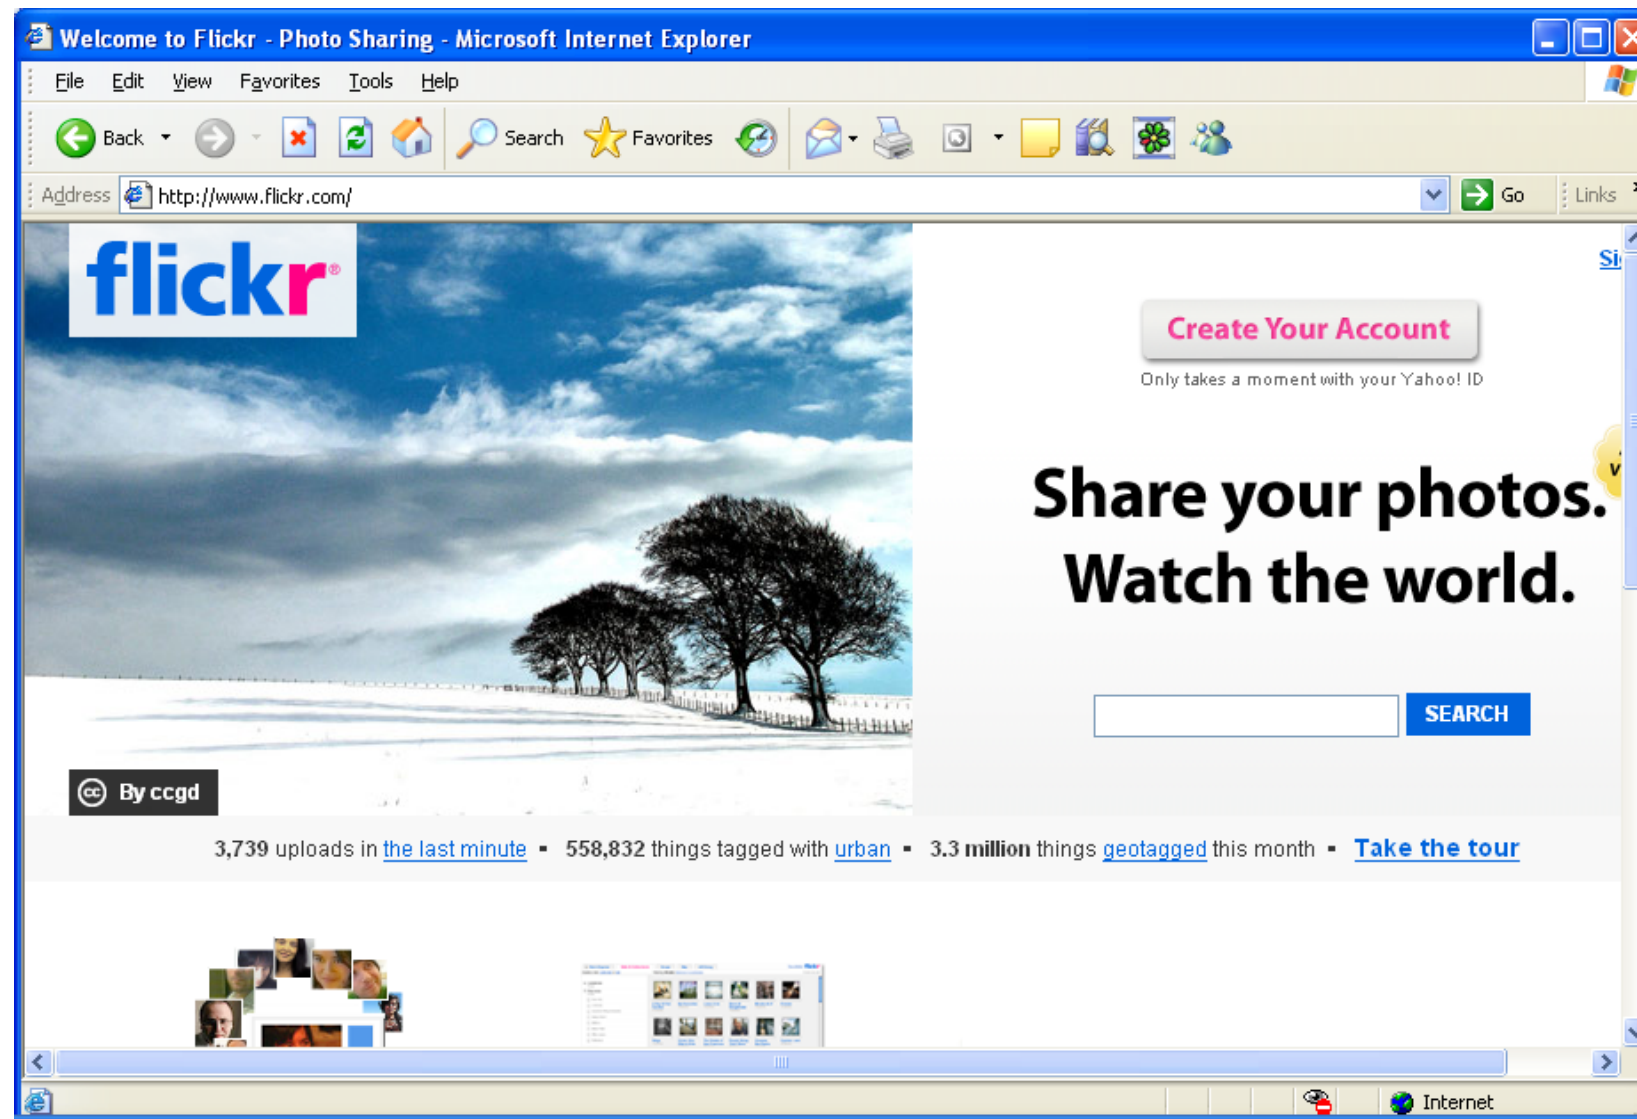 Welcome to Flickr - Photo Sharing - Microsoft Internet Explorer
File Edit View Favorites Tools Help
Back Search Favorites
Address http://www.flickr.com/ Go Links
flickr®
Create Your Account
Only takes a moment with your Yahoo! ID
Share your photos.
Watch the world.
SEARCH
cc By ccgd
3,739 uploads in the last minute ▪ 558,832 things tagged with urban ▪ 3.3 million things geotagged this month ▪ Take the tour
flickr
Internet